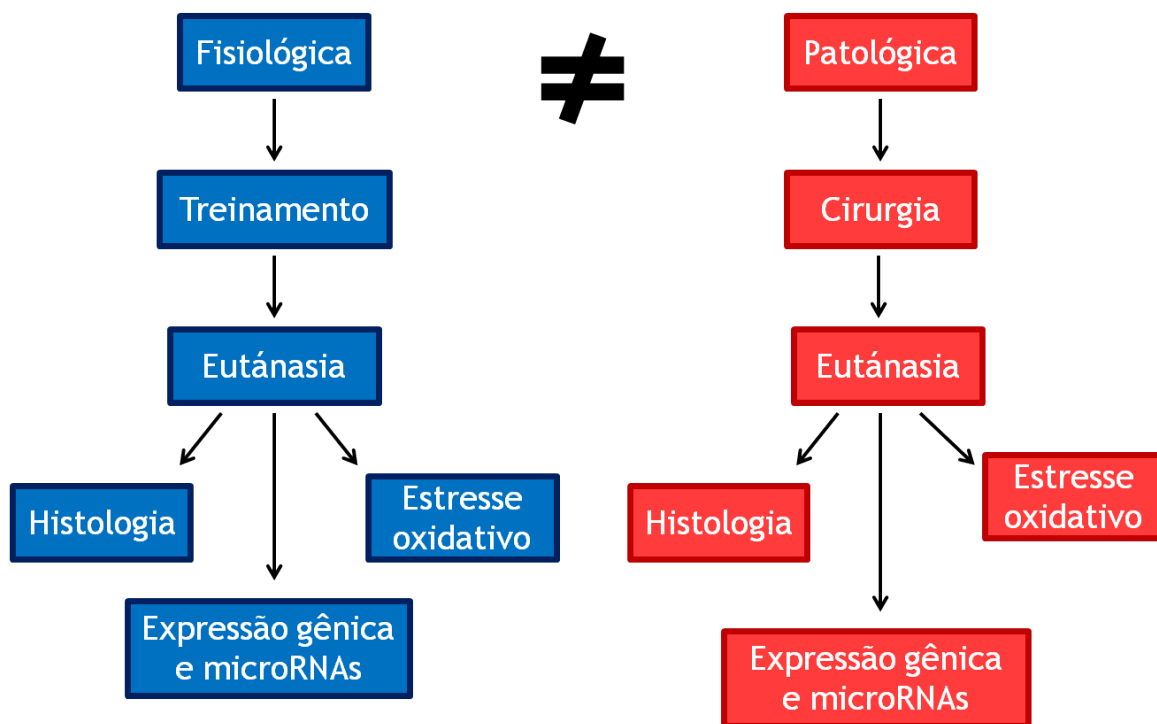 Fisiológica
≠
Patológica
Treinamento
Cirurgia
Eutánasia
Eutánasia
Histologia
Estresse
oxidativo
Histologia
Estresse
oxidativo
Expressão gênica
e microRNAs
Expressão gênica
e microRNAs